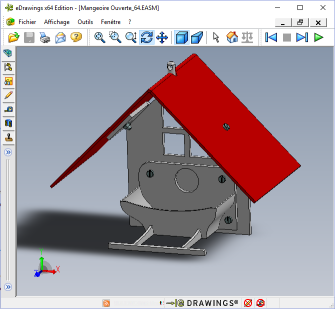 eDrawings x64 Edition - [Mangeoire Ouverte_64.EASM]
Fichier Affichage Outils Fenêtre ?
X
DRAWINGS®